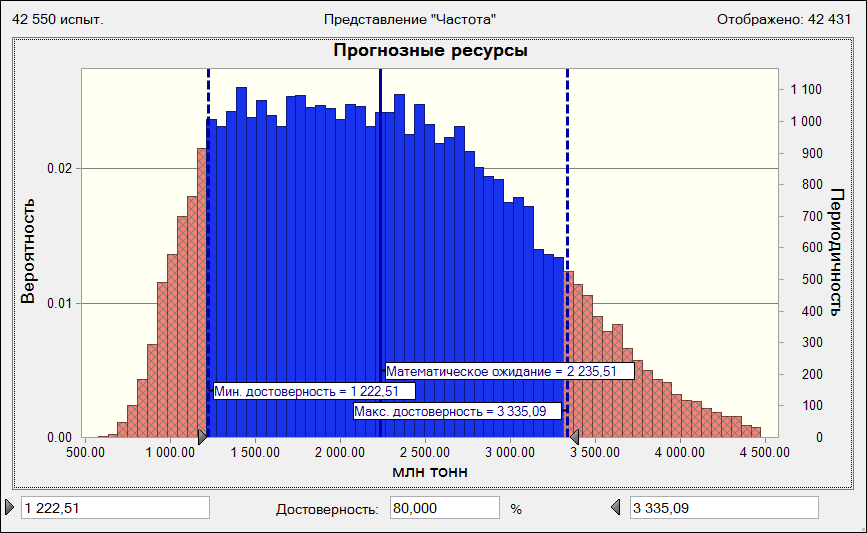 42 550 испыт. Представление "Частота" Отображено: 42 431
Прогнозные ресурсы
1 100
1 000
900
800
700
600
500
400
300
200
100
0
Периодичность
Вероятность
0.02
0.01
0.00
Математическое ожидание = 2 235,51
Мин. достоверность = 1 222,51
Макс. достоверность = 3 335,09
500.00 1 000.00 1 500.00 2 000.00 2 500.00 3 000.00 3 500.00 4 000.00 4 500.00
млн тонн
1 222,51 Достоверность: 80,000 % 3 335,09